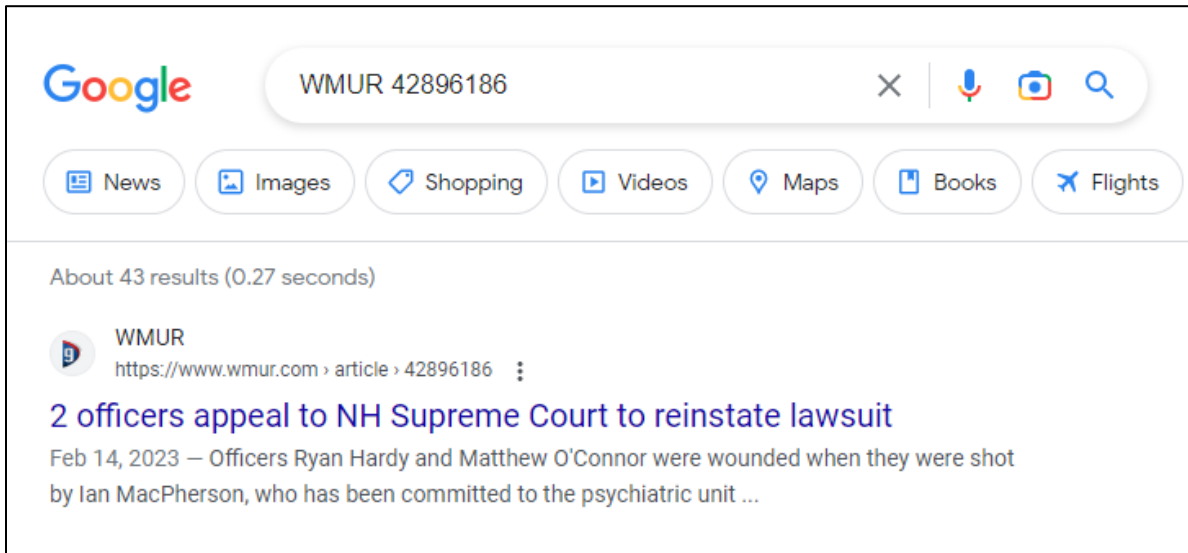 Google
WMUR 42896186
News
Images
Shopping
Videos
Maps
Books
Flights
About 43 results (0.27 seconds)
9
WMUR
https://www.wmur.com › article › 42896186
2 officers appeal to NH Supreme Court to reinstate lawsuit
Feb 14, 2023 — Officers Ryan Hardy and Matthew O'Connor were wounded when they were shot
by Ian MacPherson, who has been committed to the psychiatric unit ...